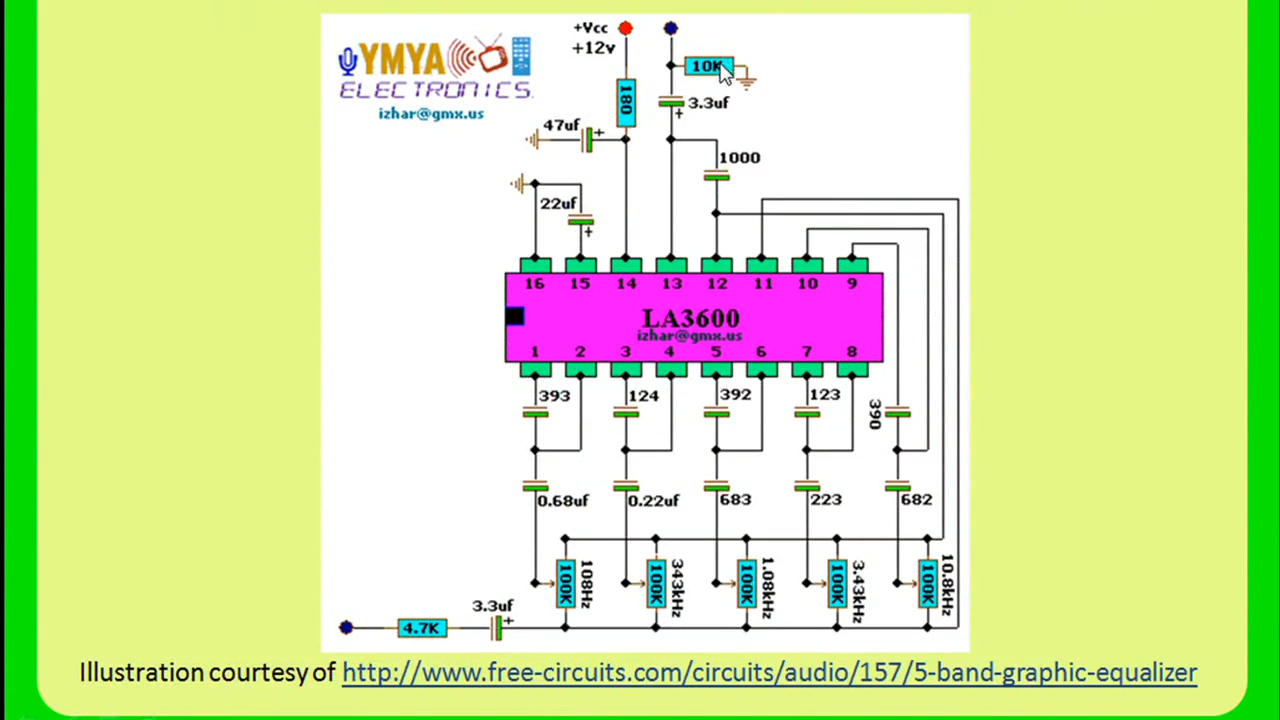 YMYA
ELECTRONICS.
izhar@gmx.us
+Vcc
+12v
10K
180
3.3uf
47uf
+
+
1000
22uf
+
16 15 14 13 12 11 10 9
LA3600
izhar@gmx.us
1 2 3 4 5 6 7 8
393 124 392 123 390
0.68uf 0.22uf 683 223 682
100K 108Hz 100K 343kHz 100K 1.08kHz 100K 3.43kHz 100K 10.8kHz
3.3uf
+
4.7K
Illustration courtesy of http://www.free-circuits.com/circuits/audio/157/5-band-graphic-equalizer